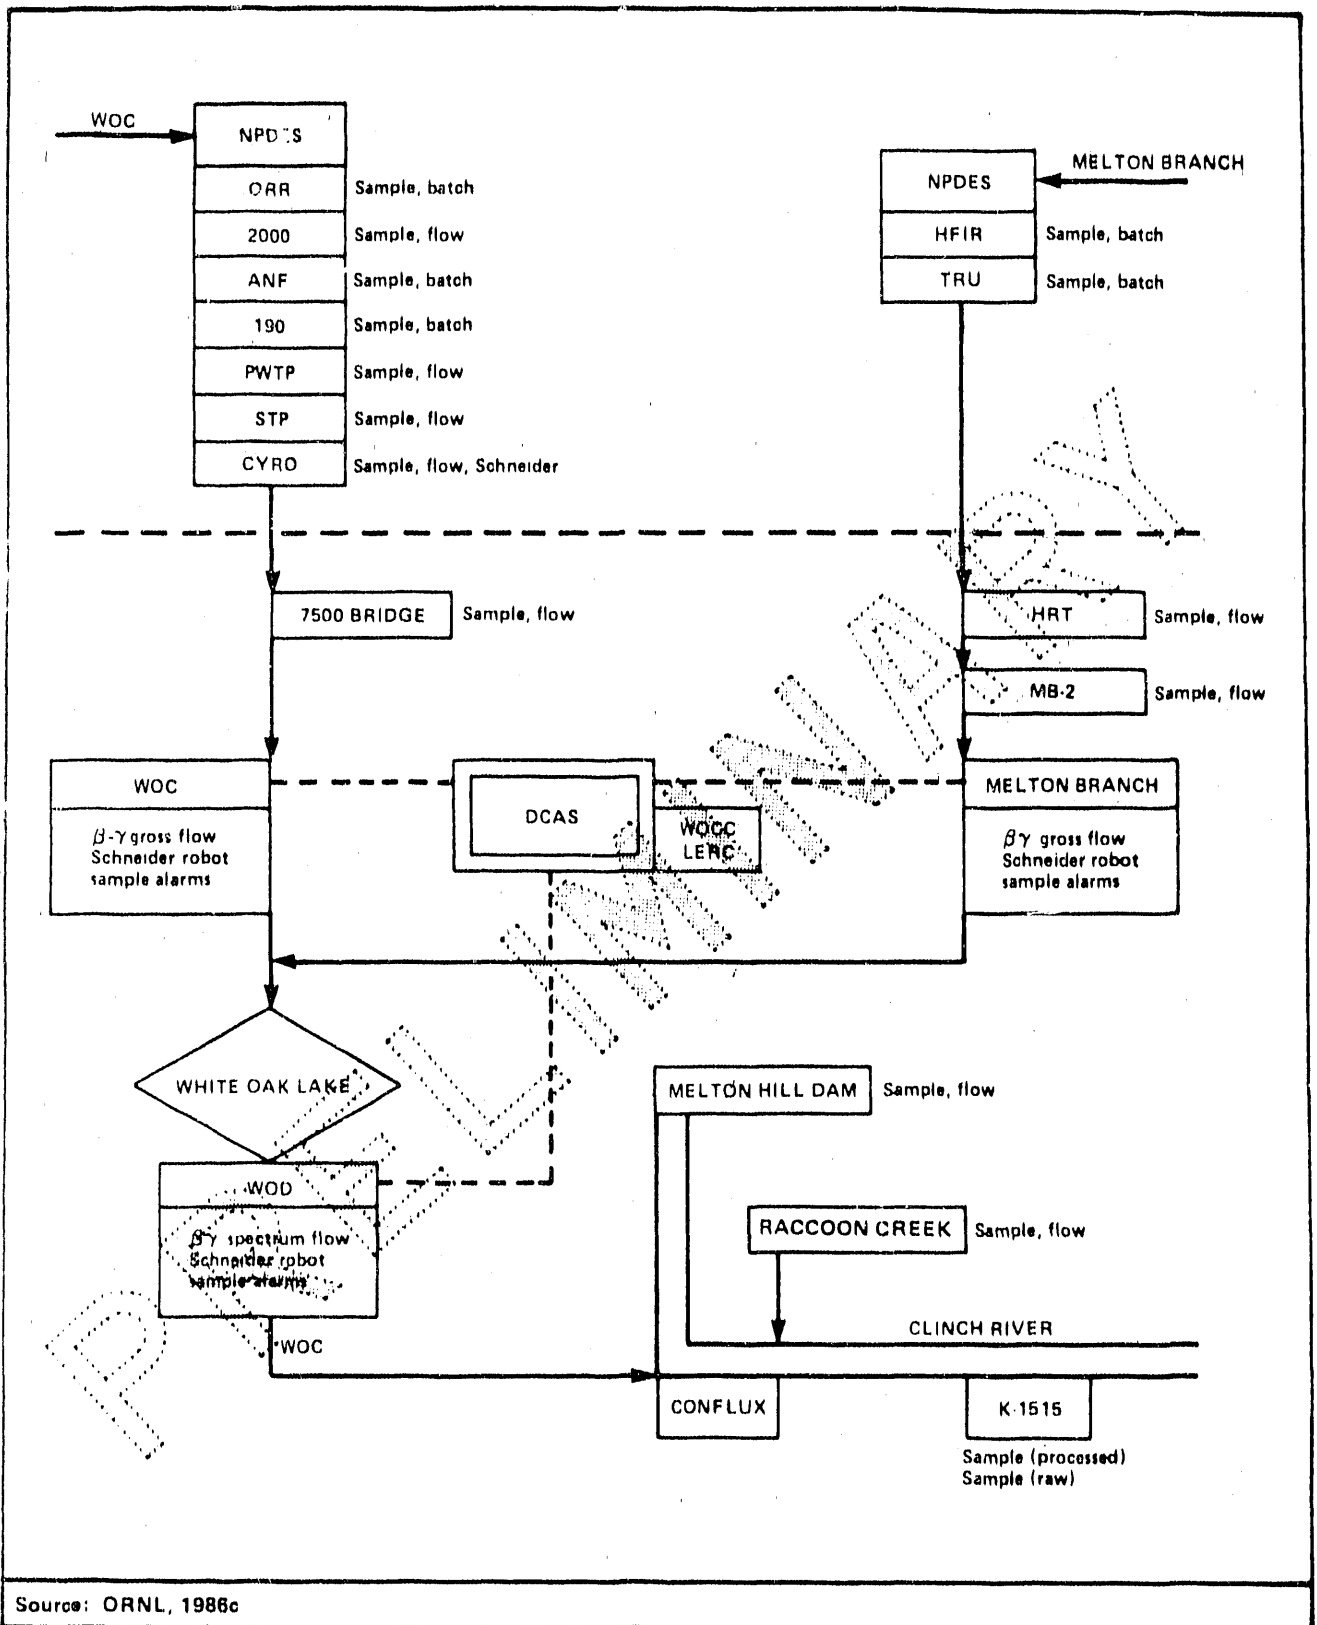 WOC
NPDES
ORR Sample, batch
2000 Sample, flow
ANF Sample, batch
190 Sample, batch
PWTP Sample, flow
STP Sample, flow
CYRO Sample, flow, Schneider
MELTON BRANCH
NPDES
HFIR Sample, batch
TRU Sample, batch
7500 BRIDGE Sample, flow
HRT Sample, flow
MB-2 Sample, flow
WOC
β-γ gross flow
Schneider robot
sample alarms
DCAS
WOCC
LERC
MELTON BRANCH
βγ gross flow
Schneider robot
sample alarms
WHITE OAK LAKE
WOD
βγ spectrum flow
Schneider robot
sample alarms
WOC
MELTON HILL DAM Sample, flow
RACCOON CREEK Sample, flow
CLINCH RIVER
CONFLUX
K-1515
Sample (processed)
Sample (raw)
PRELIMINARY
Source: ORNL, 1986c